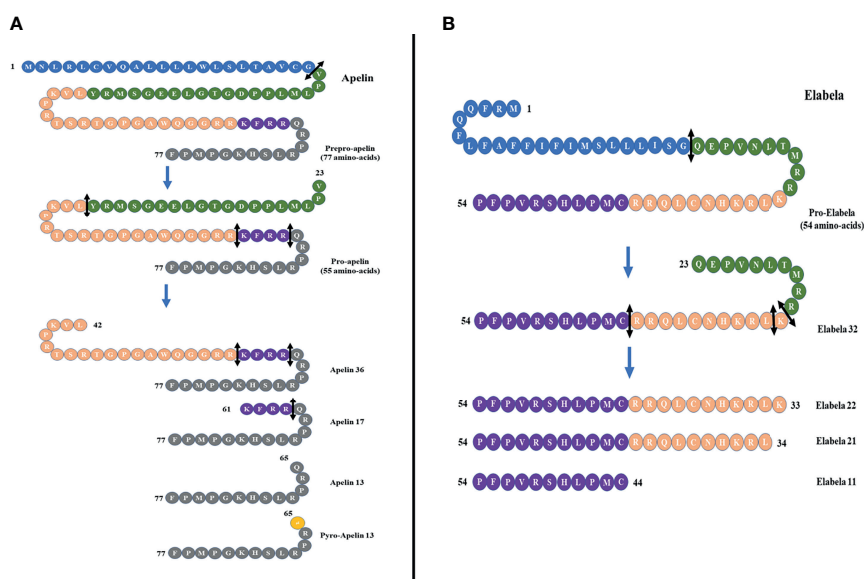 A
B
1 M N L R L C V Q A L L L L W L S L T A V C G
V
P
Apelin
K V L Y R M S G E E L G T G D P P L M L
P
R
T S R T G P G A W Q G G R R K F R R Q
R
P
77 F P M P G K H S L R
Prepro-apelin
(77 amino-acids)
23
V
P
K V L Y R M S G E E L G T G D P P L M L
P
R
T S R T G P G A W Q G G R R K F R R Q
R
P
77 F P M P G K H S L R
Pro-apelin
(55 amino-acids)
K V L 42
P
R
T S R T G P G A W Q G G R R K F R R Q
R
P
77 F P M P G K H S L R
Apelin 36
61 K F R R Q
R
P
77 F P M P G K H S L R
Apelin 17
65
Q
R
P
77 F P M P G K H S L R
Apelin 13
65
P
R
P
77 F P M P G K H S L R
Pyro-Apelin 13
Elabela
Q F R M 1
Q
F
L F A F F I F I M S L L L I S G Q E P V N L T
M
R
R
54 P F P V R S H L P M C R R Q L C N H K R L K
Pro-Elabela
(54 amino-acids)
23 Q E P V N L T
M
R
R
54 P F P V R S H L P M C R R Q L C N H K R L K
Elabela 32
54 P F P V R S H L P M C R R Q L C N H K R L K 33 Elabela 22
54 P F P V R S H L P M C R R Q L C N H K R L 34 Elabela 21
54 P F P V R S H L P M C 44 Elabela 11